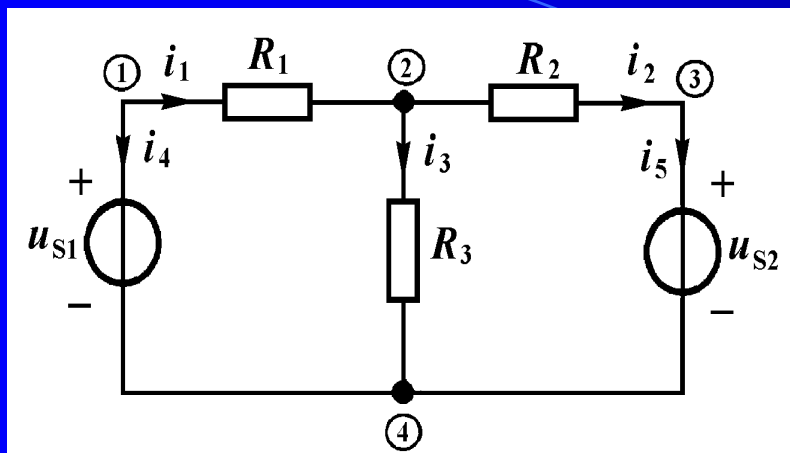 ① i₁ R₁ ② R₂ i₂ ③
i₄ i₃ i₅
+ +
uS1 R₃ uS2
− −
④